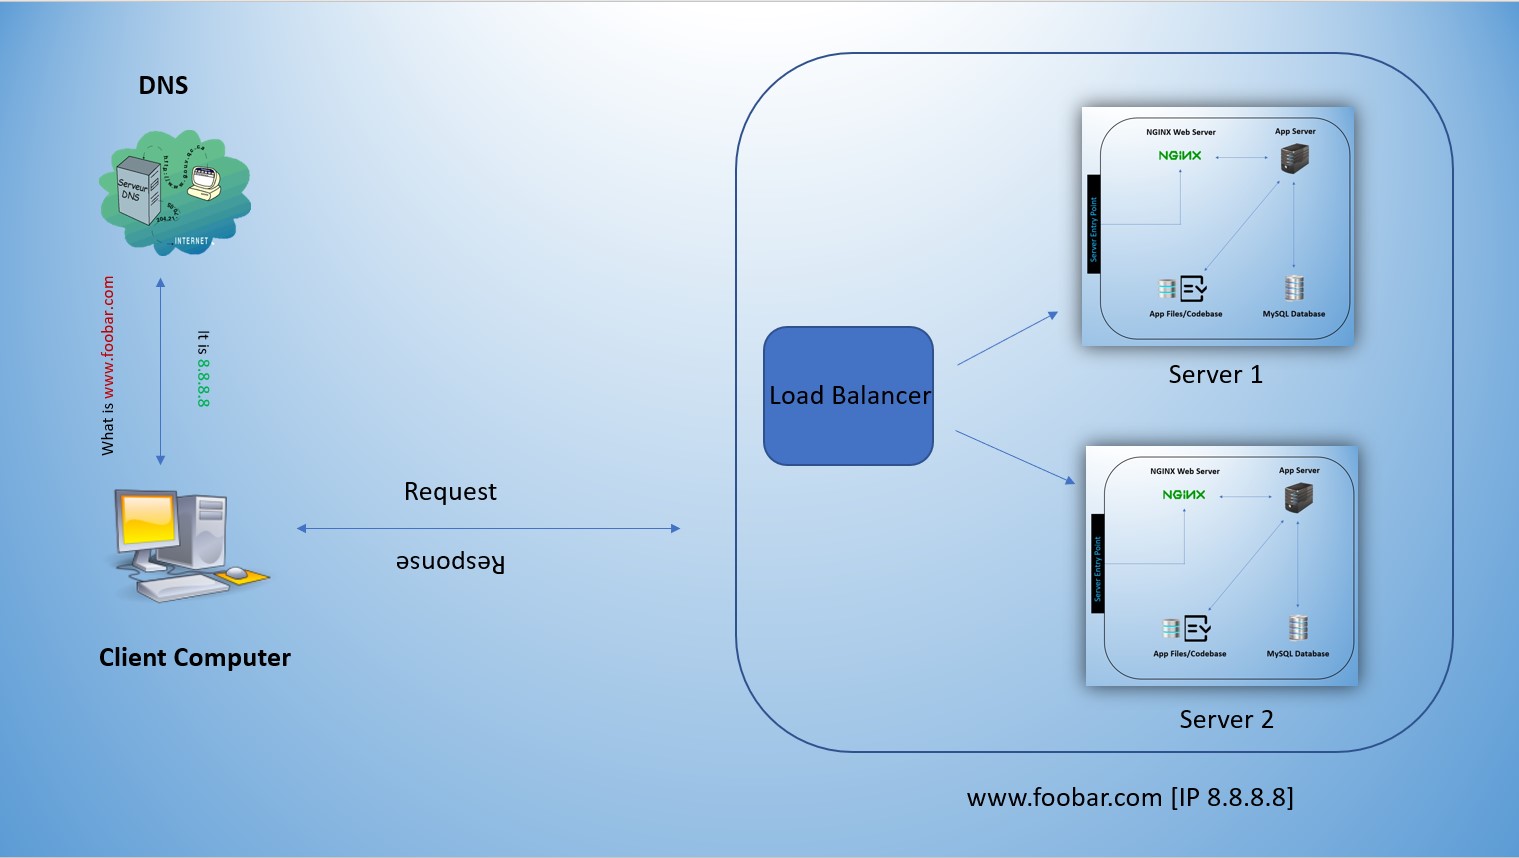 DNS
Serveur
DNS
INTERNET
What is www.foobar.com
It is 8.8.8.8
Client Computer
Request
Response
Load Balancer
NGINX Web Server
App Server
NGINX
Server Entry Point
App Files/Codebase
MySQL Database
Server 1
NGINX Web Server
App Server
NGINX
Server Entry Point
App Files/Codebase
MySQL Database
Server 2
www.foobar.com [IP 8.8.8.8]